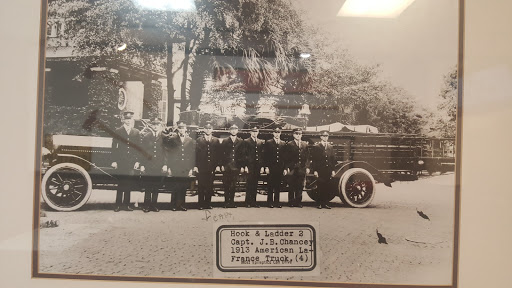 Hook & Ladder 2
Capt. J.B.Chancey
1913 American La-
France Truck,(4)